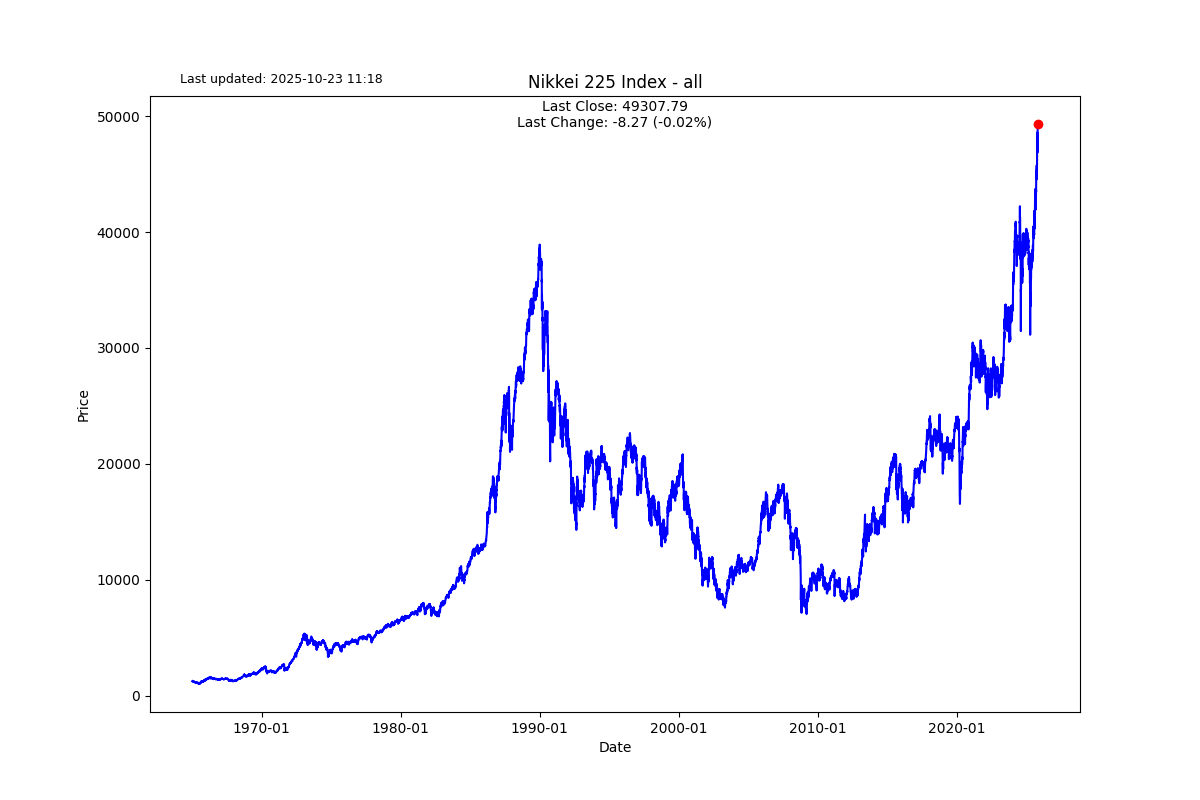 Last updated: 2025-10-23 11:18
Nikkei 225 Index - all
Last Close: 49307.79
Last Change: -8.27 (-0.02%)
50000
40000
30000
20000
10000
0
Price
1970-01
1980-01
1990-01
2000-01
2010-01
2020-01
Date